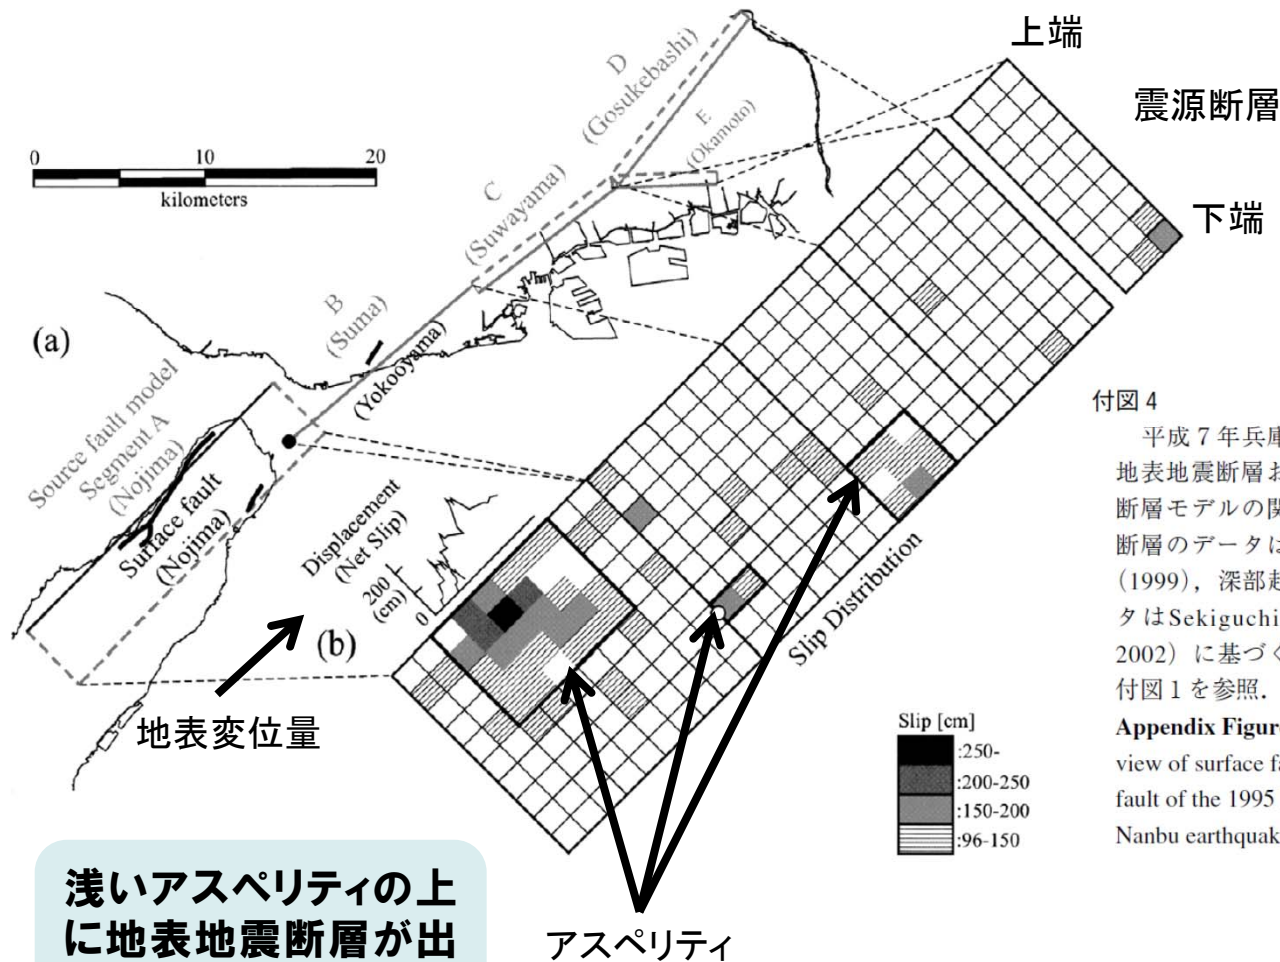 上端
震源断層
下端
0 10 20
kilometers
D
(Gosukebashi)
E
(Okamoto)
C
(Suwayama)
B
(Suma)
(Yokooyama)
(a)
Source fault model
Segment A
(Nojima)
Surface fault
(Nojima)
Displacement
(Net Slip)
200
(cm)
0
(b)
地表変位量
Slip Distribution
Slip [cm]
:250-
:200-250
:150-200
:96-150
アスペリティ
浅いアスペリティの上
に地表地震断層が出
付図 4
平成 7 年兵庫
地表地震断層お
断層モデルの関
断層のデータは
(1999)，深部起
タはSekiguchi
2002）に基づく
付図 1 を参照．
Appendix Figure
view of surface fa
fault of the 1995
Nanbu earthquak